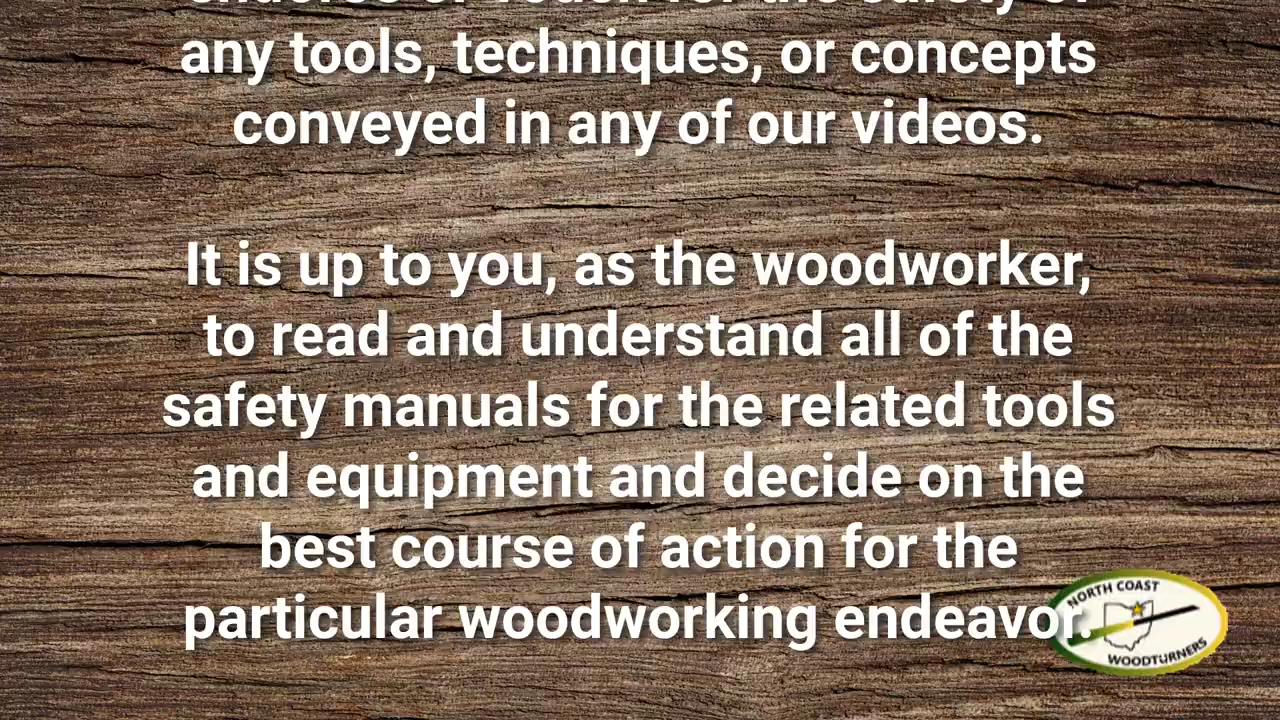 any tools, techniques, or concepts
conveyed in any of our videos.
It is up to you, as the woodworker,
to read and understand all of the
safety manuals for the related tools
and equipment and decide on the
best course of action for the
particular woodworking endeavor.
NORTH COAST
WOODTURNERS